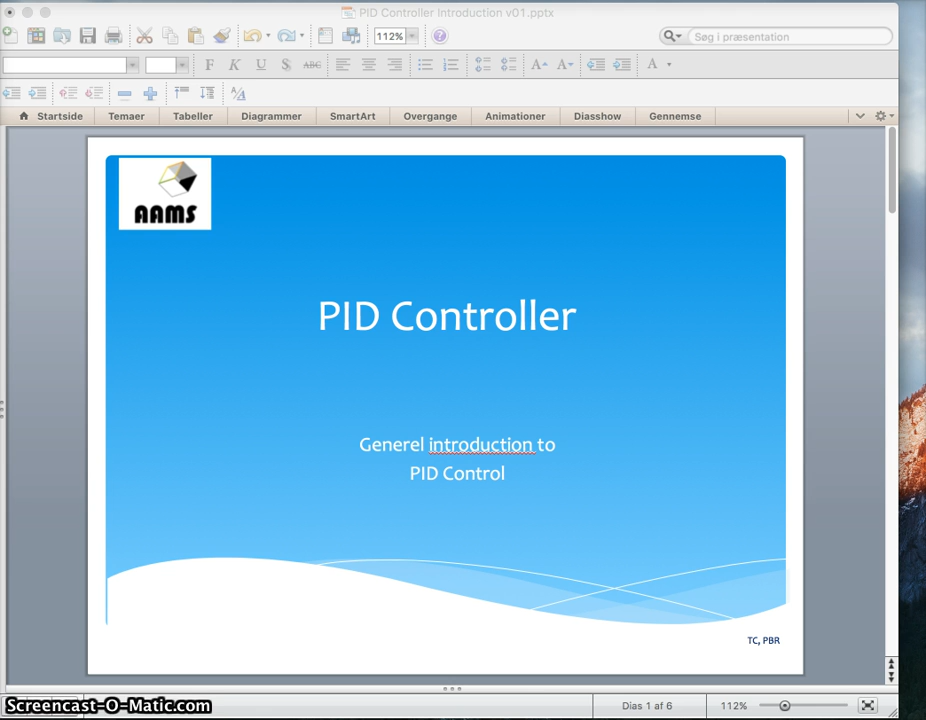 PID Controller Introduction v01.pptx
112%
Søg i præsentation
F K U S ABC
A A A
A/A
Startside Temaer Tabeller Diagrammer SmartArt Overgange Animationer Diasshow Gennemse
AAMS
PID Controller
Generel introduction to
PID Control
TC, PBR
Screencast-O-Matic.com
Dias 1 af 6
112%